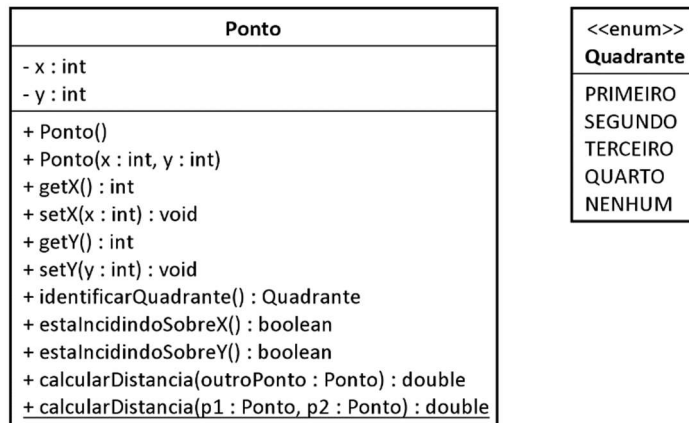 Ponto
- x : int
- y : int
+ Ponto()
+ Ponto(x : int, y : int)
+ getX() : int
+ setX(x : int) : void
+ getY() : int
+ setY(y : int) : void
+ identificarQuadrante() : Quadrante
+ estaIncidindoSobreX() : boolean
+ estaIncidindoSobreY() : boolean
+ calcularDistancia(outroPonto : Ponto) : double
+ calcularDistancia(p1 : Ponto, p2 : Ponto) : double
<<enum>>
Quadrante
PRIMEIRO
SEGUNDO
TERCEIRO
QUARTO
NENHUM